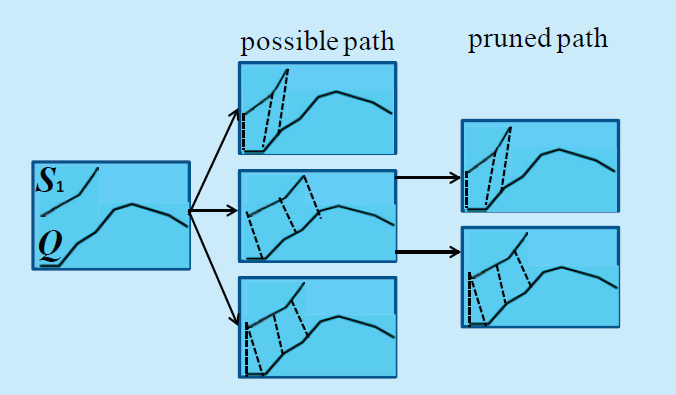 possible path
pruned path
S₁
Q